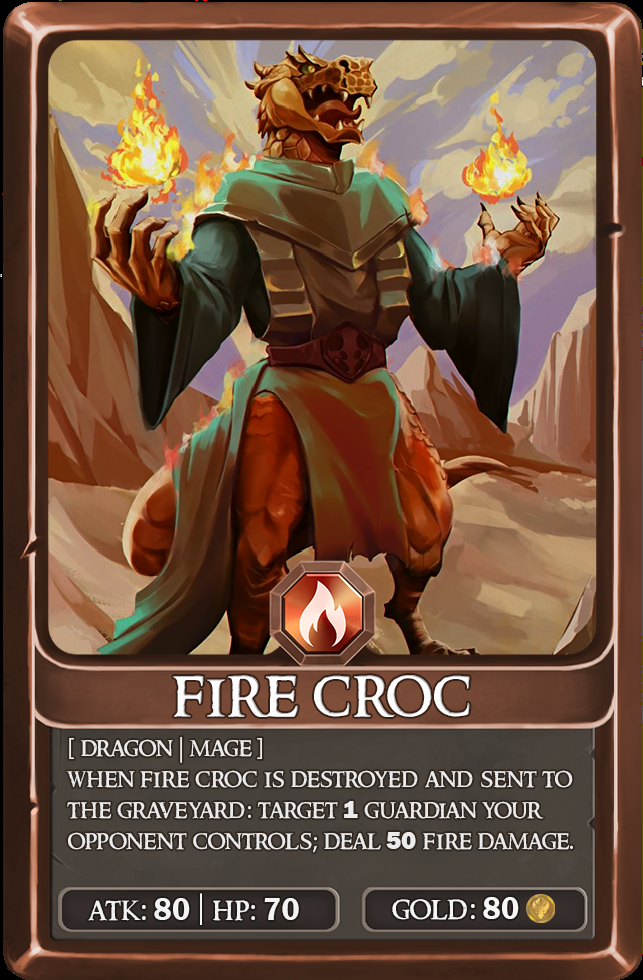 FIRE CROC
[ DRAGON | MAGE ]
WHEN FIRE CROC IS DESTROYED AND SENT TO
THE GRAVEYARD: TARGET 1 GUARDIAN YOUR
OPPONENT CONTROLS; DEAL 50 FIRE DAMAGE.
ATK: 80 | HP: 70
GOLD: 80